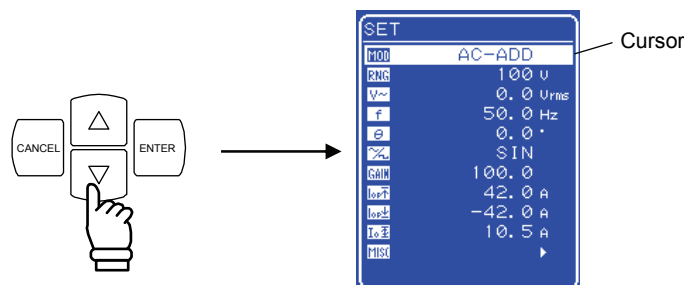 SET
Cursor
MOD AC-ADD
RNG 100 V
V~ 0.0 Vrms
f 50.0 Hz
θ 0.0 °
SIN
CANCEL ENTER
GAIN 100.0
42.0 A
-42.0 A
10.5 A
MISC